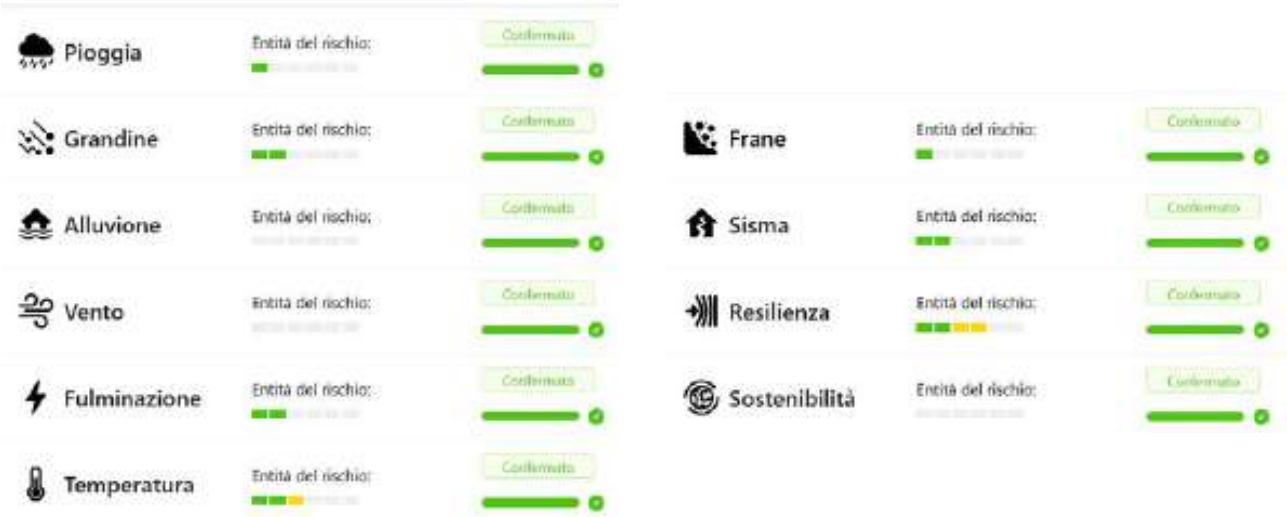 Pioggia
Entità del rischio:
Confermato
Grandine
Entità del rischio:
Confermato
Alluvione
Entità del rischio:
Confermato
Vento
Entità del rischio:
Confermato
Fulminazione
Entità del rischio:
Confermato
Temperatura
Entità del rischio:
Confermato
Frane
Entità del rischio:
Confermato
Sisma
Entità del rischio:
Confermato
Resilienza
Entità del rischio:
Confermato
Sostenibilità
Entità del rischio:
Confermato